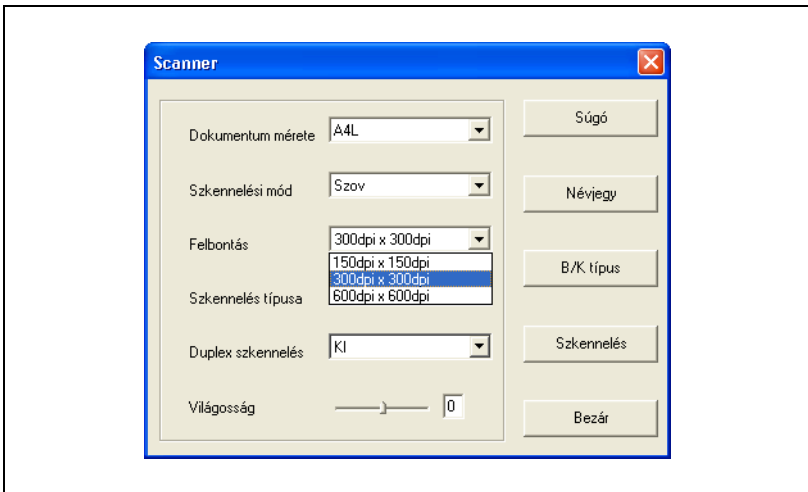 Scanner
Dokumentum mérete A4L
Szkennelési mód Szov
Felbontás 300dpi x 300dpi
150dpi x 150dpi
300dpi x 300dpi
600dpi x 600dpi
Szkennelés típusa
Duplex szkennelés KI
Világosság 0
Súgó
Névjegy
B/K típus
Szkennelés
Bezár